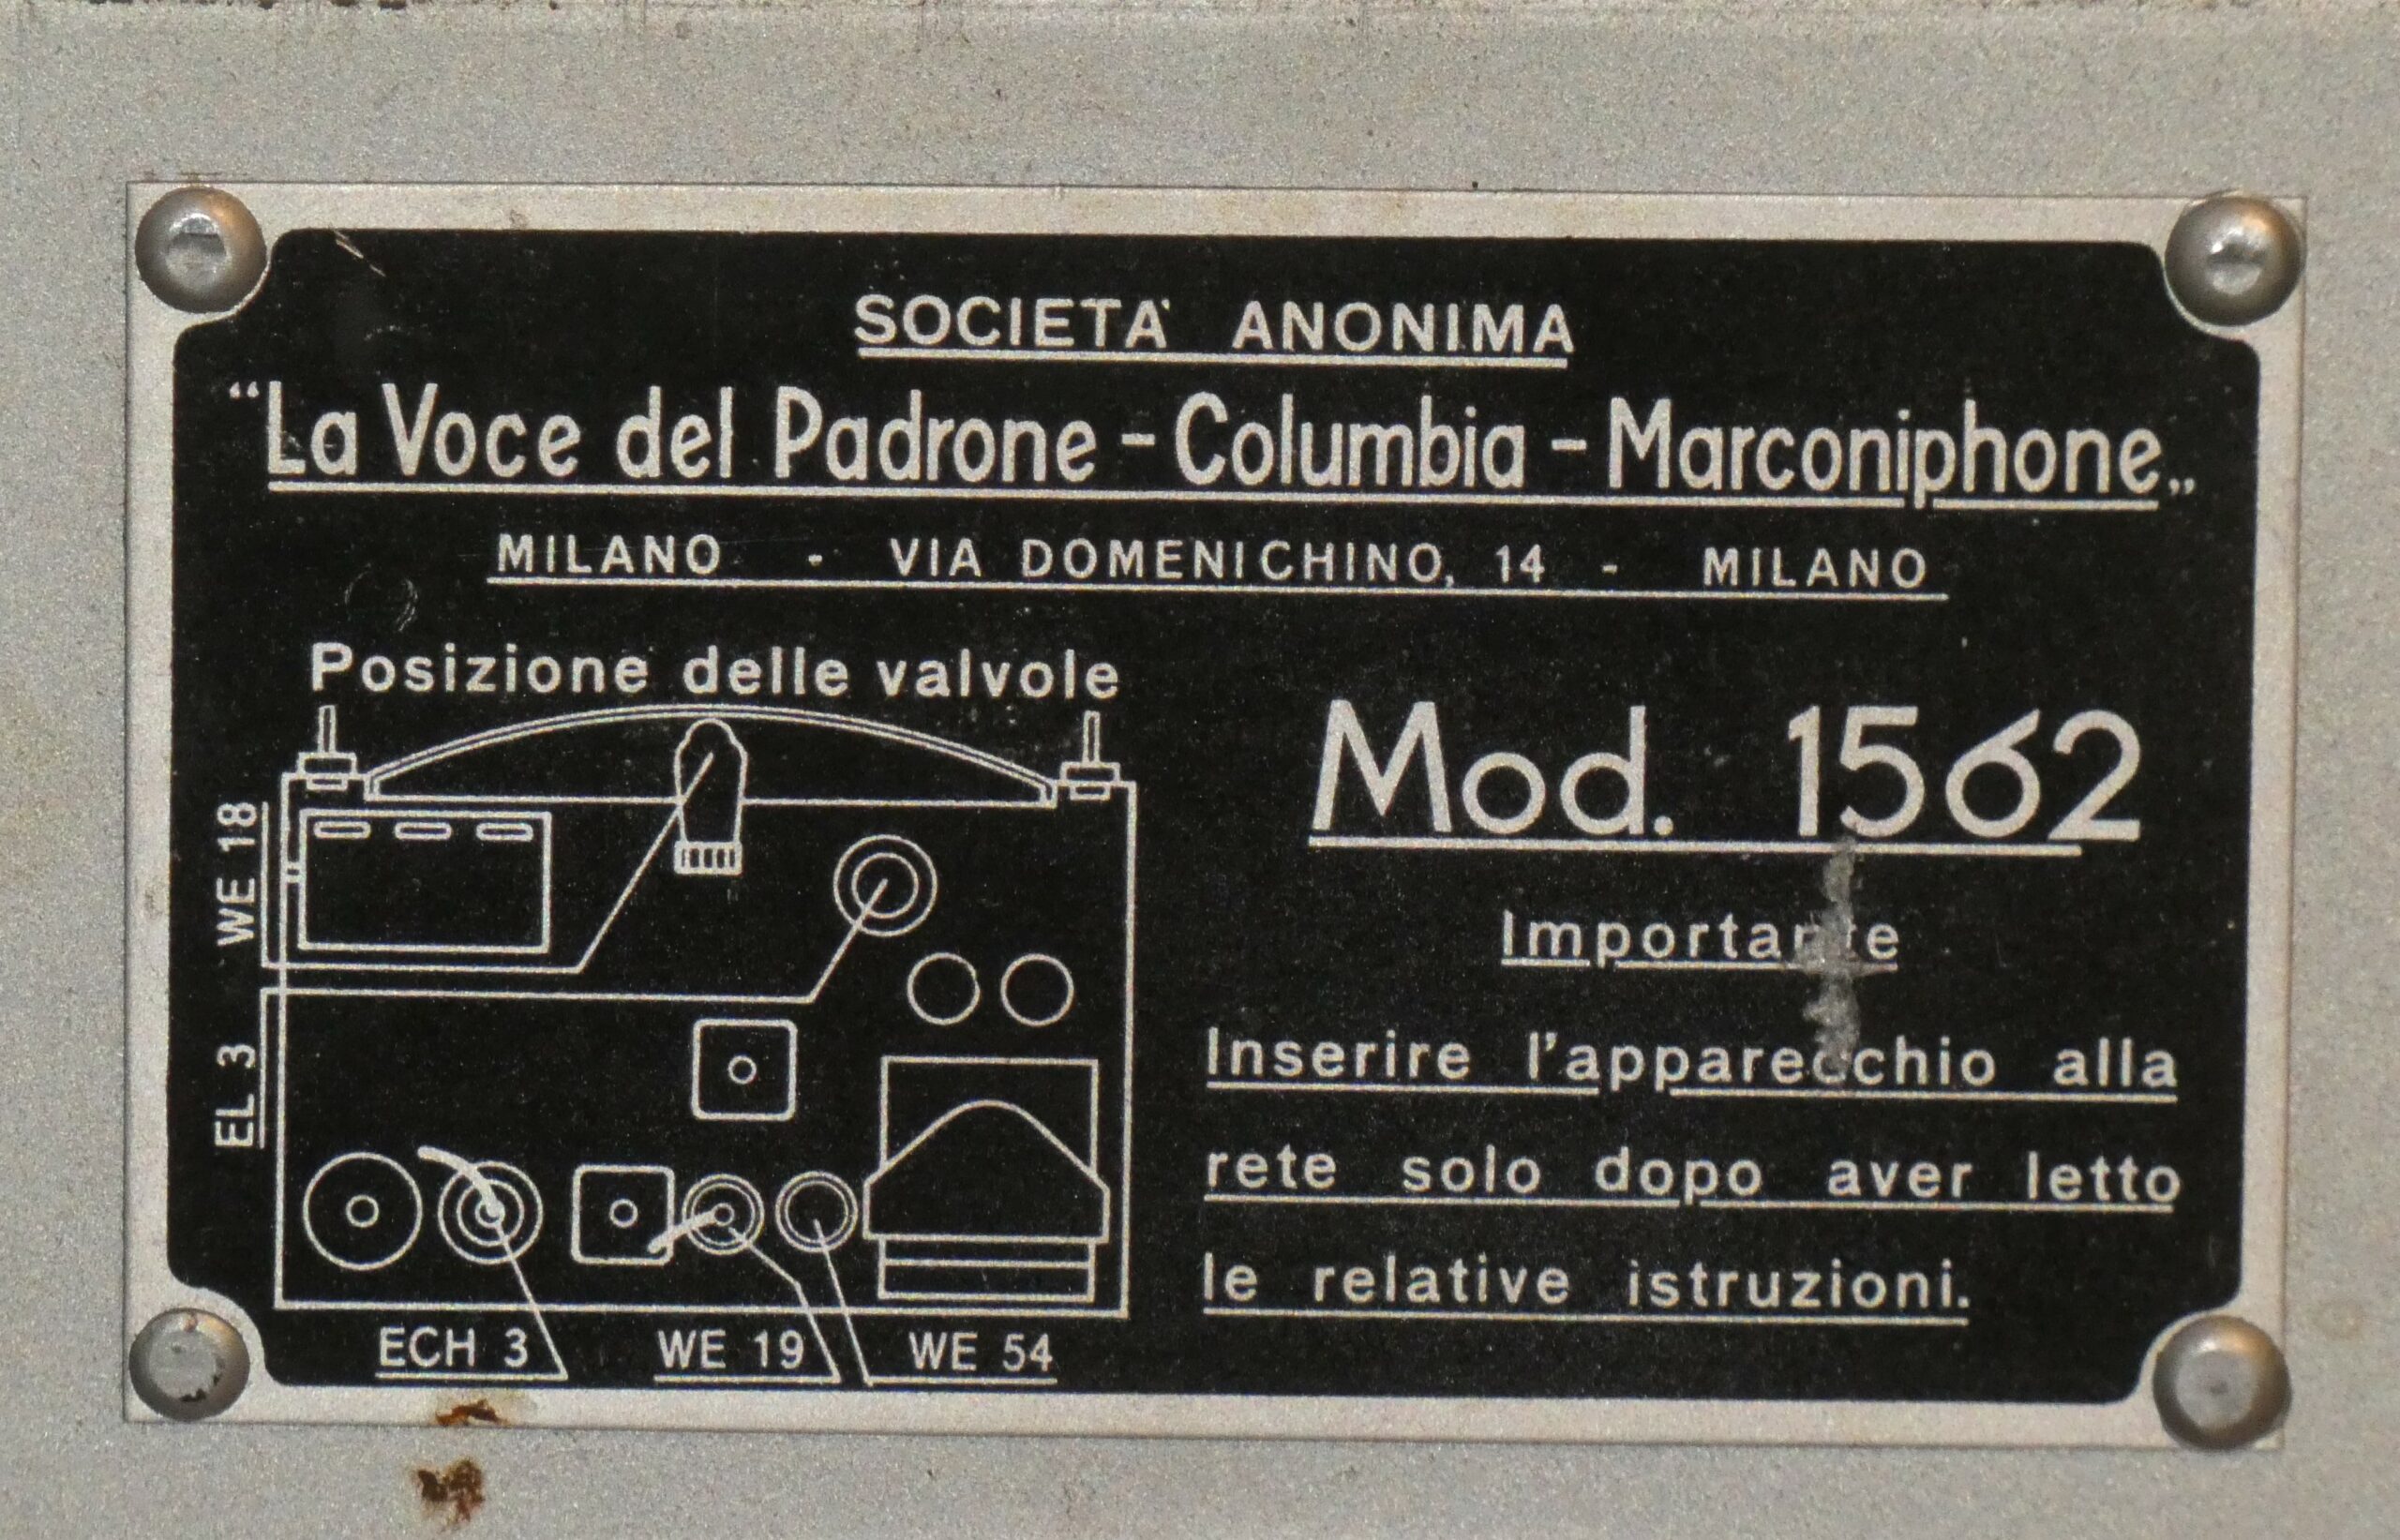 SOCIETA' ANONIMA
“La Voce del Padrone - Columbia - Marconiphone„
MILANO - VIA DOMENICHINO, 14 - MILANO
Posizione delle valvole
WE 18
EL 3
ECH 3 WE 19 WE 54
Mod. 1562
Importante
Inserire l'apparecchio alla
rete solo dopo aver letto
le relative istruzioni.